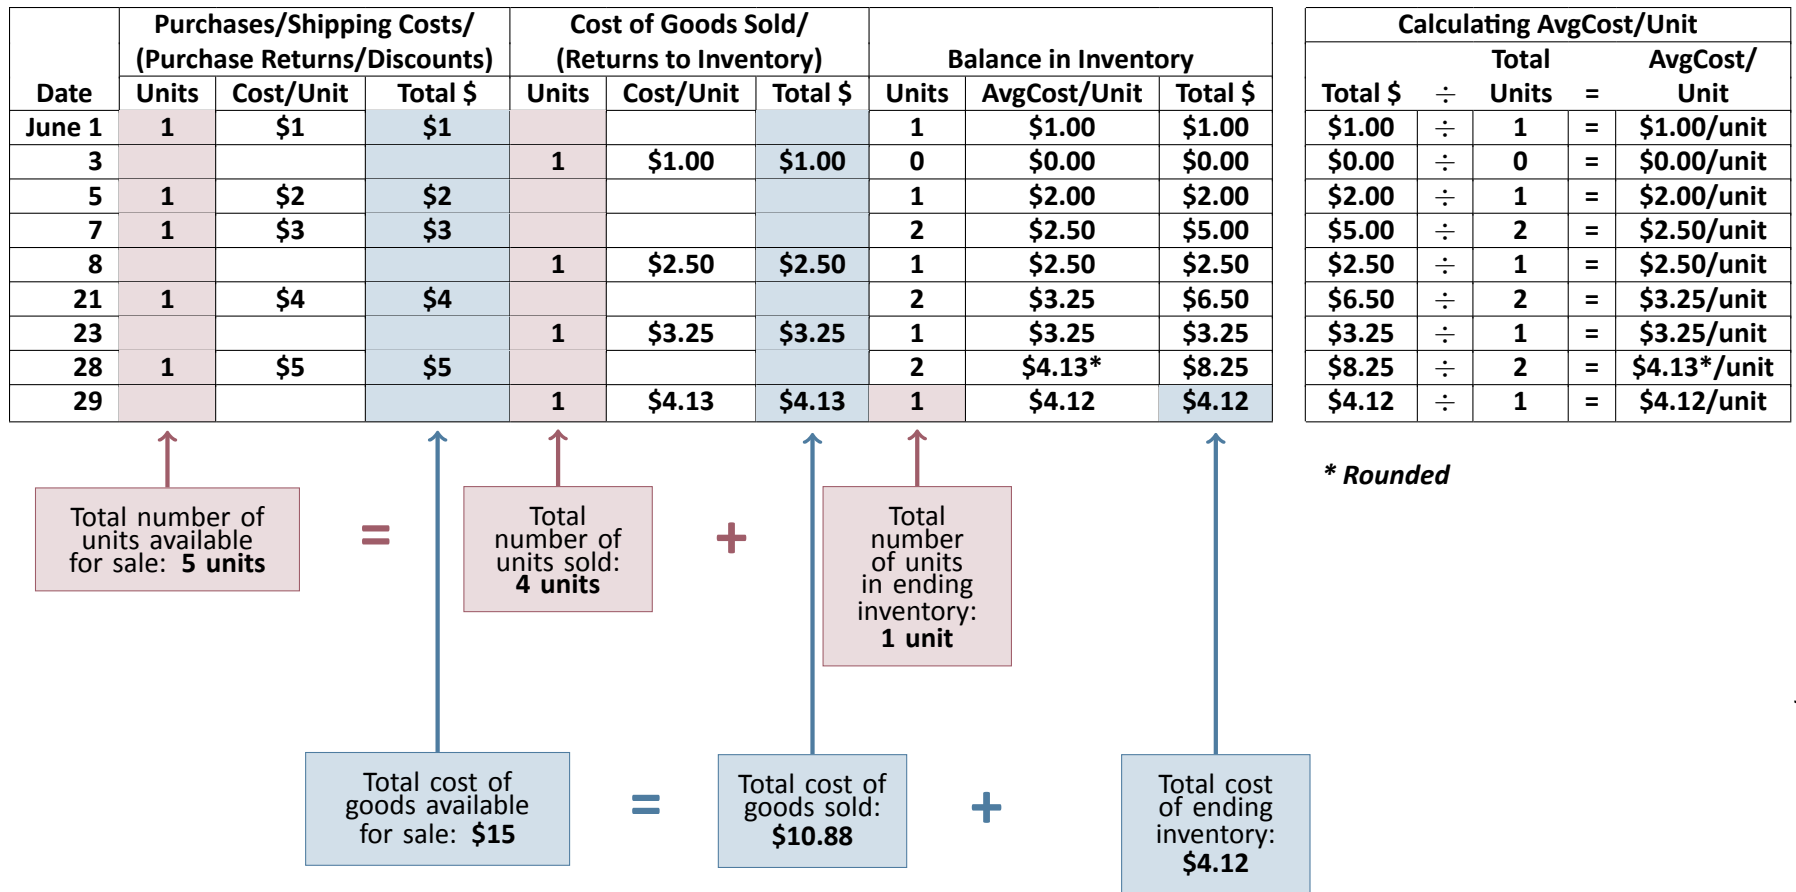 Purchases/Shipping Costs/ Cost of Goods Sold/ Calculating AvgCost/Unit
(Purchase Returns/Discounts) (Returns to Inventory) Balance in Inventory Total AvgCost/
Date Units Cost/Unit Total $ Units Cost/Unit Total $ Units AvgCost/Unit Total $ Total $ ÷ Units = Unit
June 1 1 $1 $1 1 $1.00 $1.00 $1.00 ÷ 1 = $1.00/unit
3 1 $1.00 $1.00 0 $0.00 $0.00 $0.00 ÷ 0 = $0.00/unit
5 1 $2 $2 1 $2.00 $2.00 $2.00 ÷ 1 = $2.00/unit
7 1 $3 $3 2 $2.50 $5.00 $5.00 ÷ 2 = $2.50/unit
8 1 $2.50 $2.50 1 $2.50 $2.50 $2.50 ÷ 1 = $2.50/unit
21 1 $4 $4 2 $3.25 $6.50 $6.50 ÷ 2 = $3.25/unit
23 1 $3.25 $3.25 1 $3.25 $3.25 $3.25 ÷ 1 = $3.25/unit
28 1 $5 $5 2 $4.13* $8.25 $8.25 ÷ 2 = $4.13*/unit
29 1 $4.13 $4.13 1 $4.12 $4.12 $4.12 ÷ 1 = $4.12/unit
* Rounded
Total number of
units available
for sale: 5 units
=
Total
number of
units sold:
4 units
+
Total
number
of units
in ending
inventory:
1 unit
Total cost of
goods available
for sale: $15
=
Total cost of
goods sold:
$10.88
+
Total cost
of ending
inventory:
$4.12